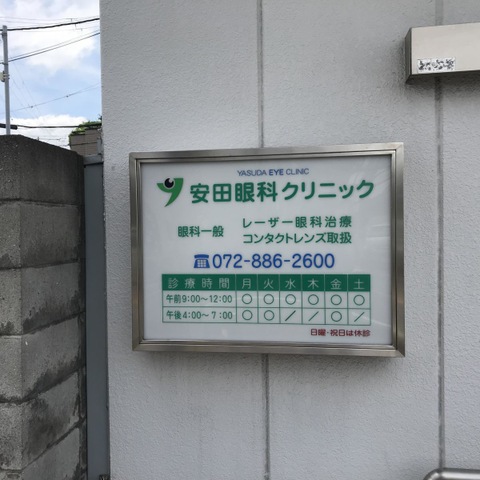 YASUDA EYE CLINIC
安田眼科クリニック
眼科一般
レーザー眼科治療
コンタクトレンズ取扱
☎072-886-2600
診療時間 月 火 水 木 金 土
午前9:00〜12:00 ○ ○ ○ ○ ○ ○
午後4:00〜7:00 ○ ○ / / ○ /
日曜・祝日は休診